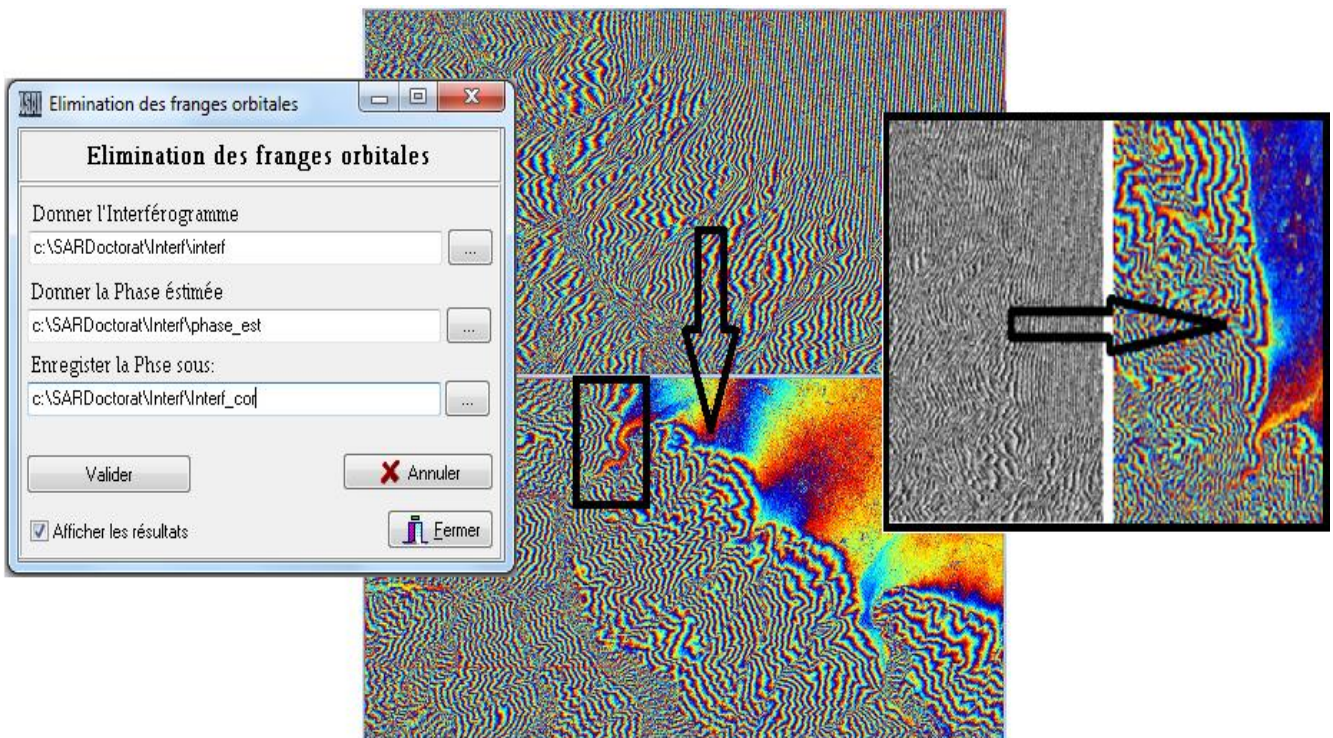 Elimination des franges orbitales
Elimination des franges orbitales
Donner l'Interférogramme
c:\SARDoctorat\Interf\interf
...
Donner la Phase éstimée
c:\SARDoctorat\Interf\phase_est
...
Enregister la Phse sous:
c:\SARDoctorat\Interf\Interf_cor
...
Valider
Annuler
Afficher les résultats
Fermer